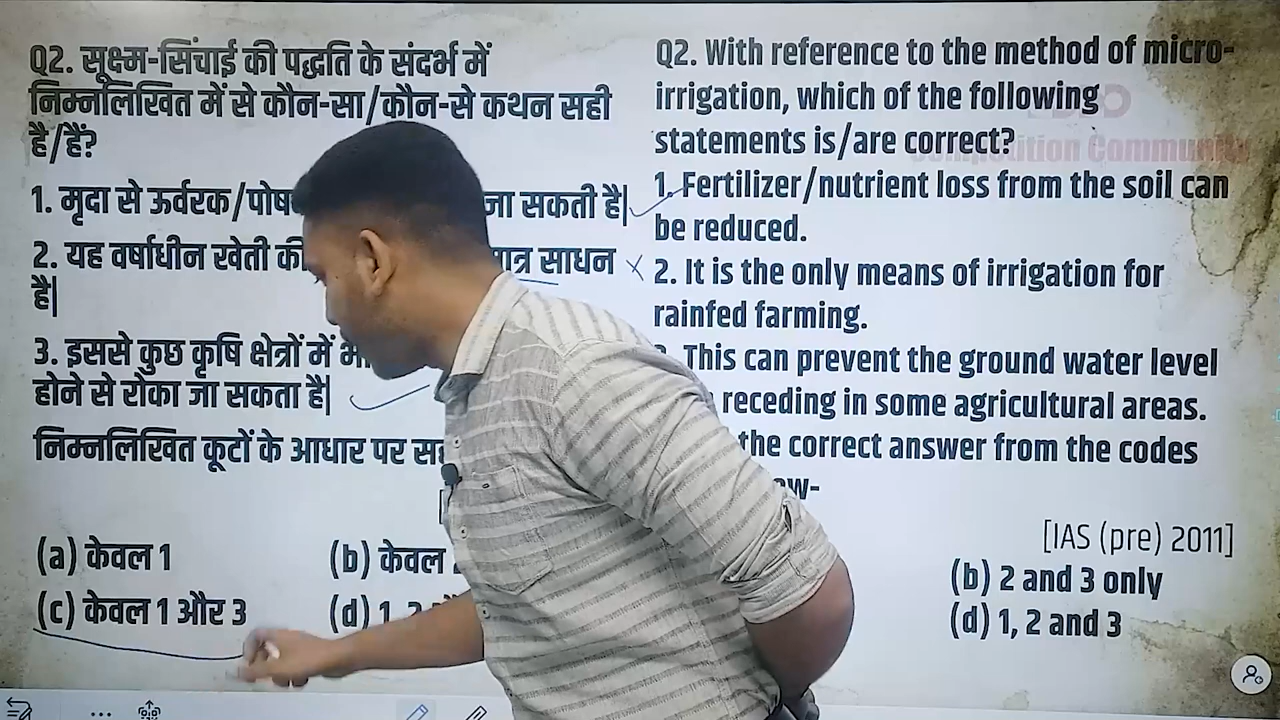 Q2. सूक्ष्म-सिंचाई की पद्धति के संदर्भ में
निम्नलिखित में से कौन-सा/कौन-से कथन सही
है/हैं?
1. मृदा से ऊर्वरक/पोष जा सकती है|
2. यह वर्षाधीन खेती की साधन
है|
3. इससे कुछ कृषि क्षेत्रों में
होने से रोका जा सकता है|
निम्नलिखित कूटों के आधार पर
(a) केवल 1
(b) केवल
(c) केवल 1 और 3
(d) 1,
Q2. With reference to the method of micro-
irrigation, which of the following
statements is/are correct?
Competition Community
1. Fertilizer/nutrient loss from the soil can
be reduced.
2. It is the only means of irrigation for
rainfed farming.
This can prevent the ground water level
receding in some agricultural areas.
the correct answer from the codes
[IAS (pre) 2011]
(b) 2 and 3 only
(d) 1, 2 and 3